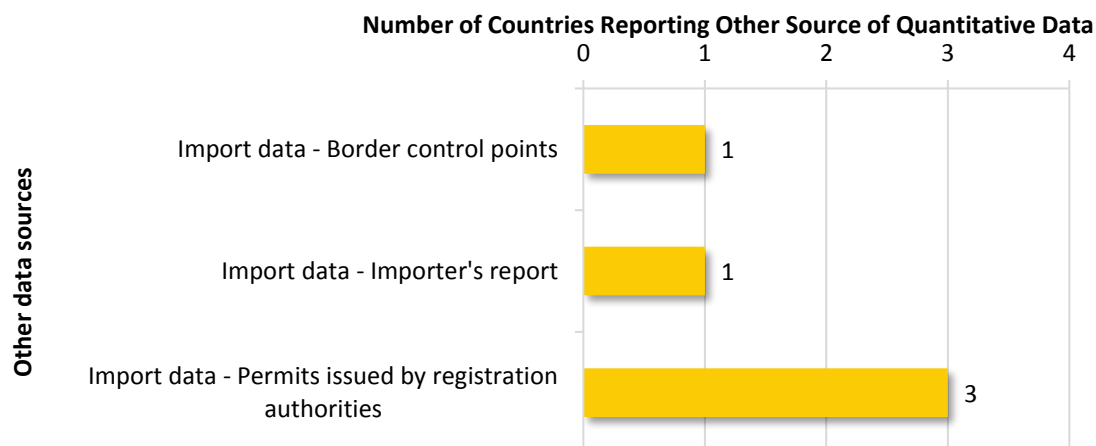 Number of Countries Reporting Other Source of Quantitative Data
0 1 2 3 4
Other data sources
Import data - Border control points
1
Import data - Importer's report
1
Import data - Permits issued by registration
authorities
3